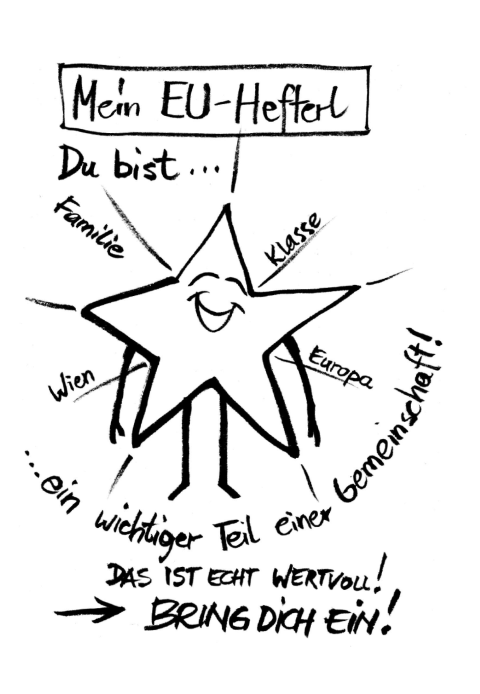 Mein EU-Hefterl
Du bist...
Familie
Klasse
Wien
Europa
...ein wichtiger Teil einer Gemeinschaft!
DAS IST ECHT WERTVOLL!
→ BRING DICH EIN!